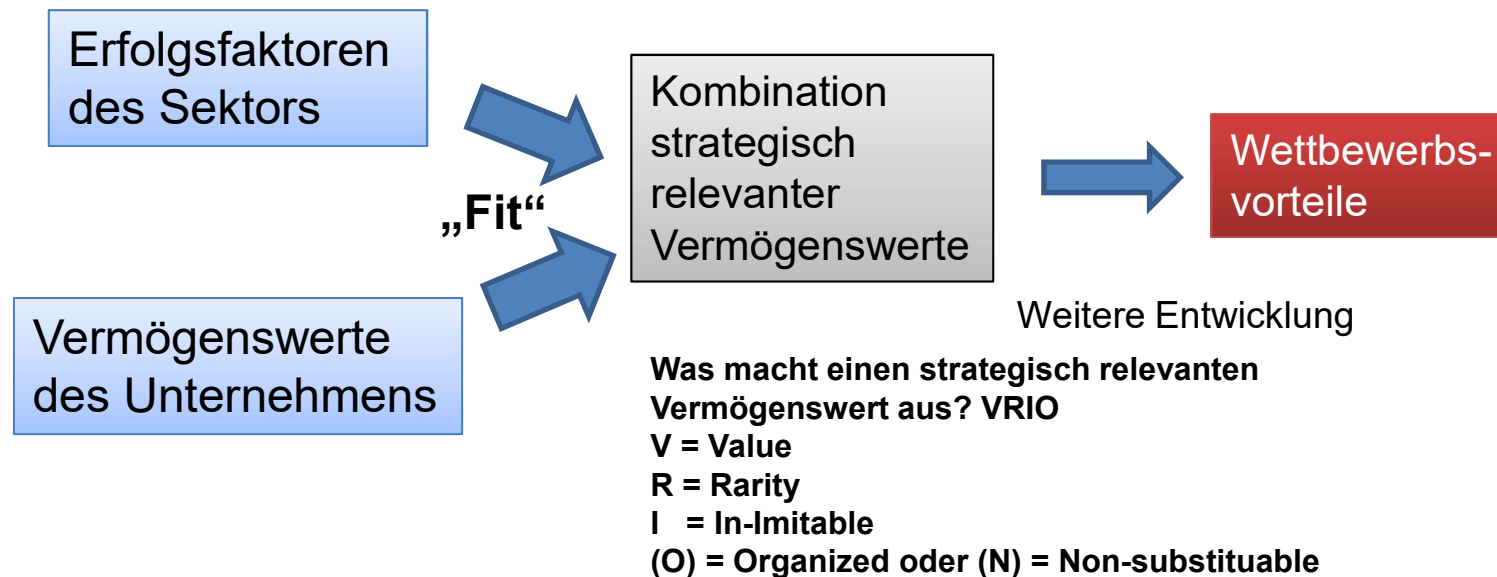 Erfolgsfaktoren
des Sektors
„Fit“
Vermögenswerte
des Unternehmens
Kombination
strategisch
relevanter
Vermögenswerte
Wettbewerbs-
vorteile
Weitere Entwicklung
Was macht einen strategisch relevanten
Vermögenswert aus? VRIO
V = Value
R = Rarity
I = In-Imitable
(O) = Organized oder (N) = Non-substituable